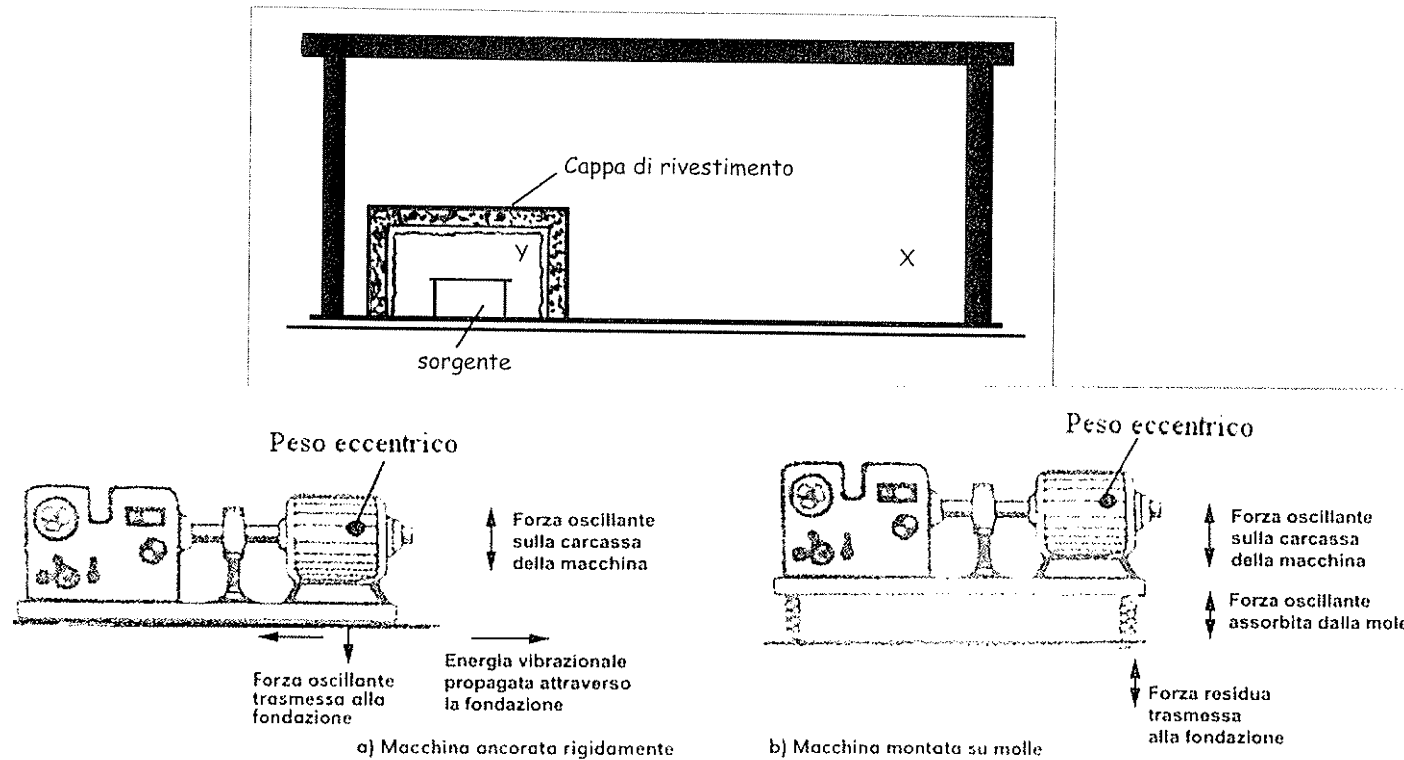 Cappa di rivestimento
Y
X
sorgente
Peso eccentrico
Forza oscillante
sulla carcassa
della macchina
Forza oscillante
trasmessa alla
fondazione
Energia vibrazionale
propagata attraverso
la fondazione
a) Macchina ancorata rigidamente
Peso eccentrico
Forza oscillante
sulla carcassa
della macchina
Forza oscillante
assorbita dalla mole
Forza residua
trasmessa
alla fondazione
b) Macchina montata su molle